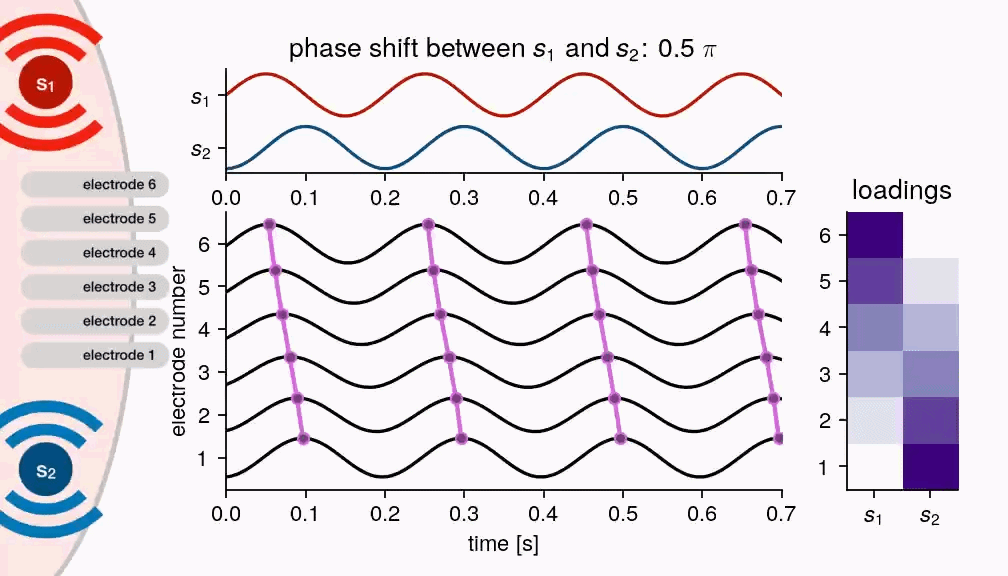 phase shift between s₁ and s₂: 0.5 π
s₁
s₂
0.0 0.1 0.2 0.3 0.4 0.5 0.6 0.7
S₁
electrode 6
electrode 5
electrode 4
electrode 3
electrode 2
electrode 1
S₂
electrode number
6
5
4
3
2
1
0.0 0.1 0.2 0.3 0.4 0.5 0.6 0.7
time [s]
loadings
6
5
4
3
2
1
s₁ s₂